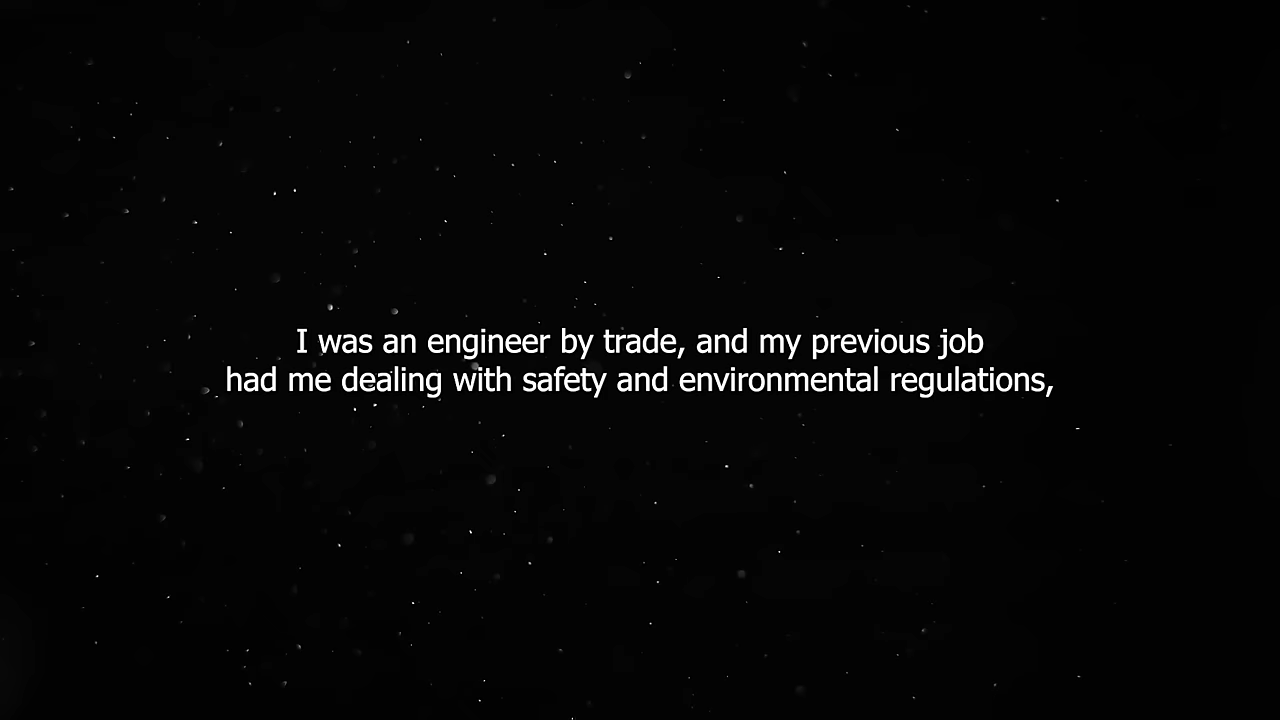 I was an engineer by trade, and my previous job
had me dealing with safety and environmental regulations,